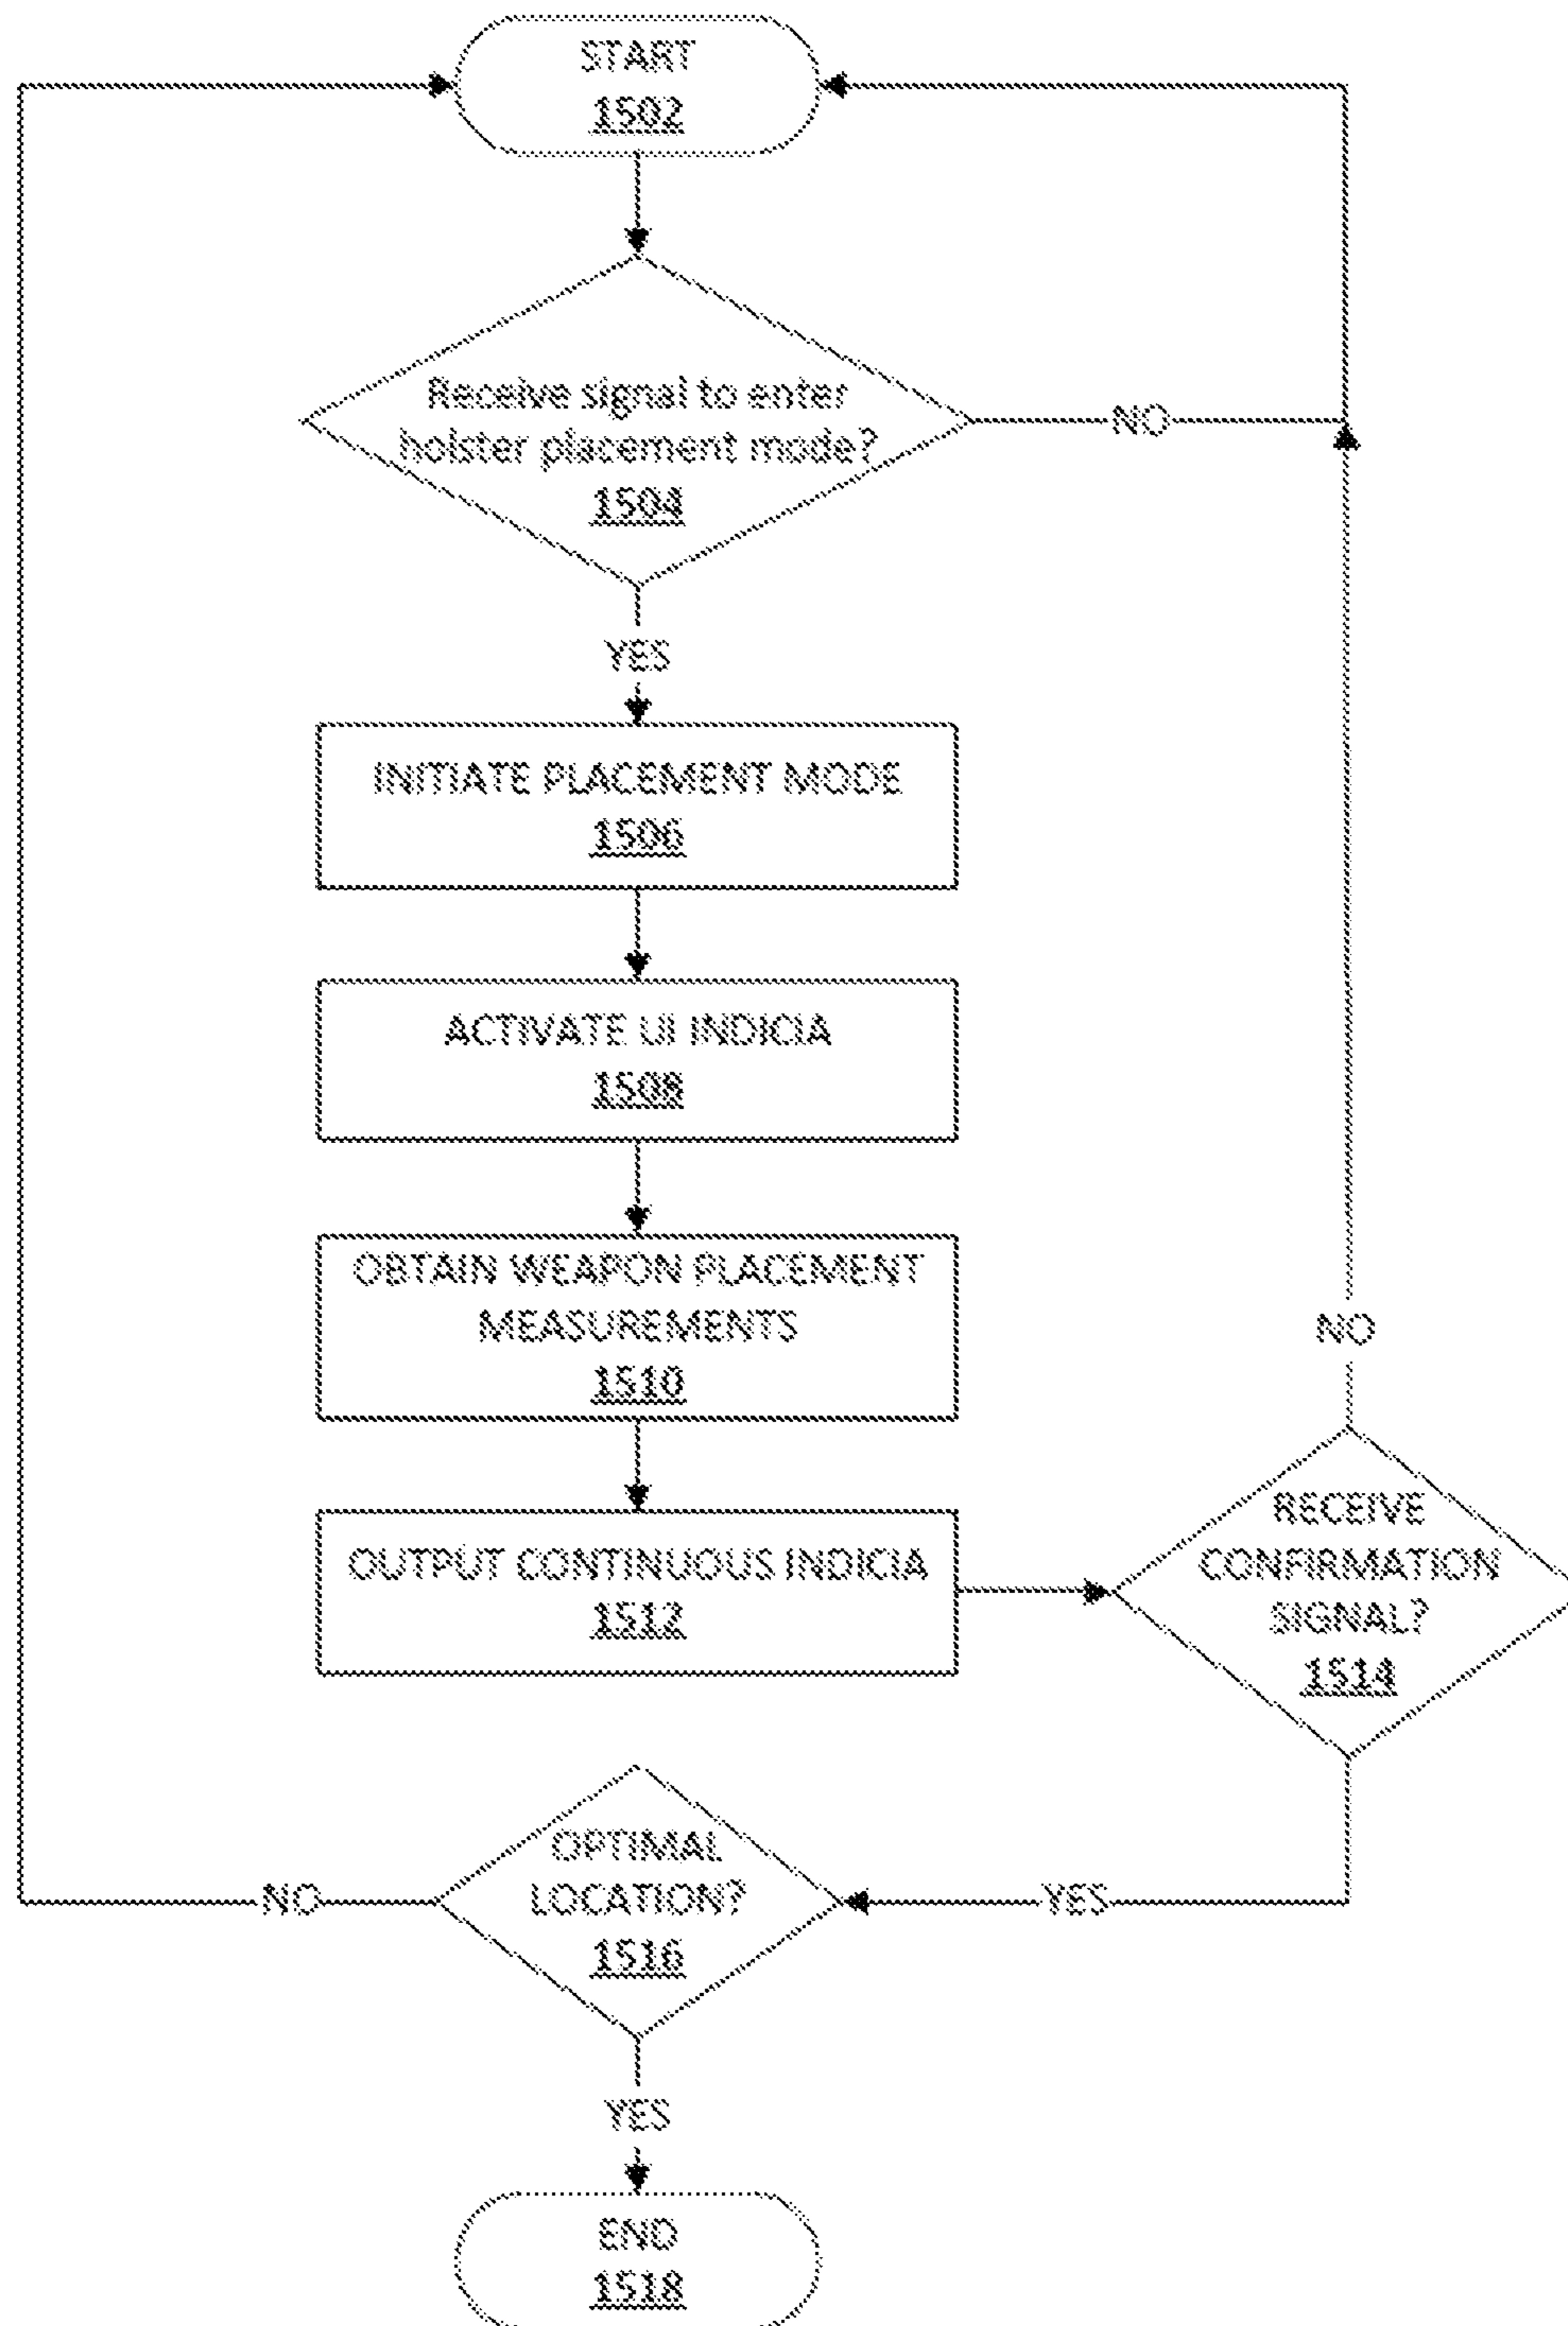 START
1502
Receive signal to enter
holster placement mode?
1504
NO
YES
INITIATE PLACEMENT MODE
1506
ACTIVATE UI INDICIA
1508
OBTAIN WEAPON PLACEMENT
MEASUREMENTS
1510
NO
OUTPUT CONTINUOUS INDICIA
1512
RECEIVE
CONFIRMATION
SIGNAL?
1514
OPTIMAL
LOCATION?
1516
NO
YES
YES
END
1518